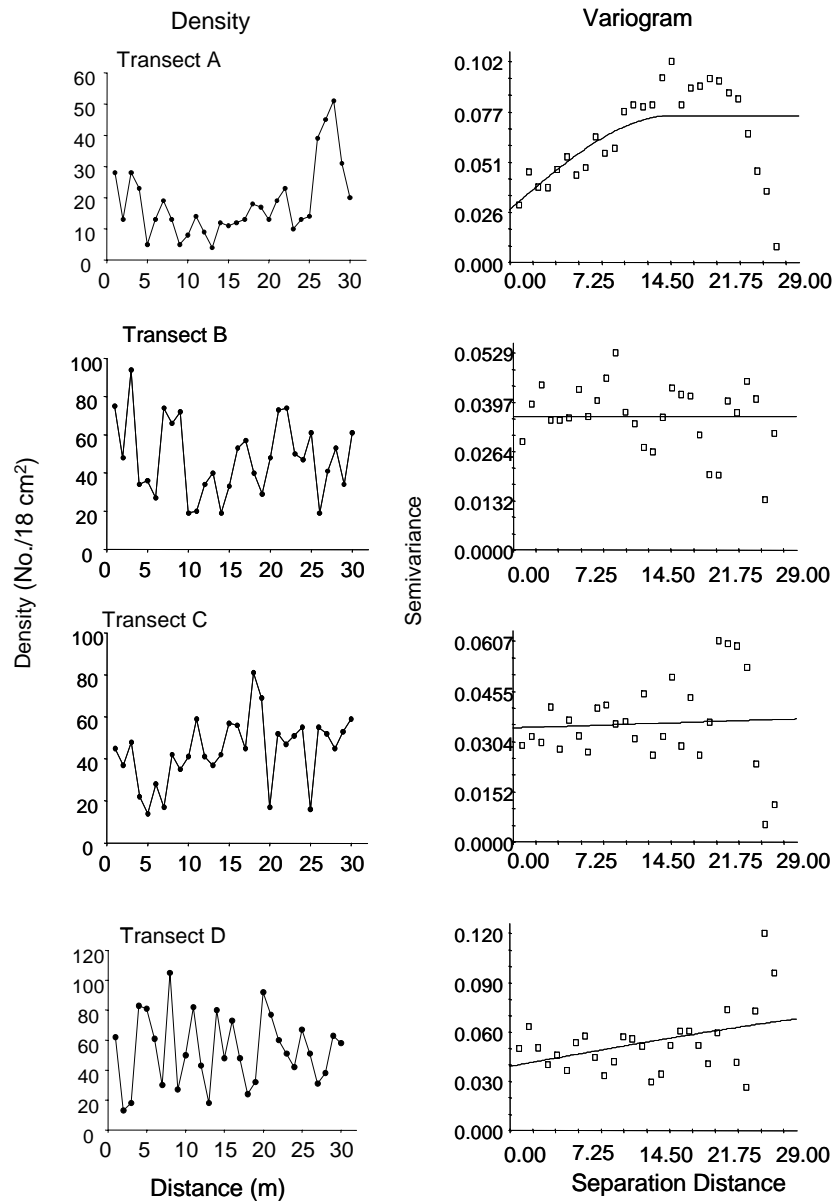 Density
Variogram
Transect A
60
50
40
30
20
10
0
0 5 10 15 20 25 30
0.102
0.077
0.051
0.026
0.000
0.00 7.25 14.50 21.75 29.00
Transect B
100
80
60
40
20
0
0 5 10 15 20 25 30
0.0529
0.0397
0.0264
0.0132
0.0000
0.00 7.25 14.50 21.75 29.00
Density (No./18 cm²)
Semivariance
Transect C
100
80
60
40
20
0
0 5 10 15 20 25 30
0.0607
0.0455
0.0304
0.0152
0.0000
0.00 7.25 14.50 21.75 29.00
Transect D
120
100
80
60
40
20
0
0 5 10 15 20 25 30
0.120
0.090
0.060
0.030
0.000
0.00 7.25 14.50 21.75 29.00
Distance (m)
Separation Distance